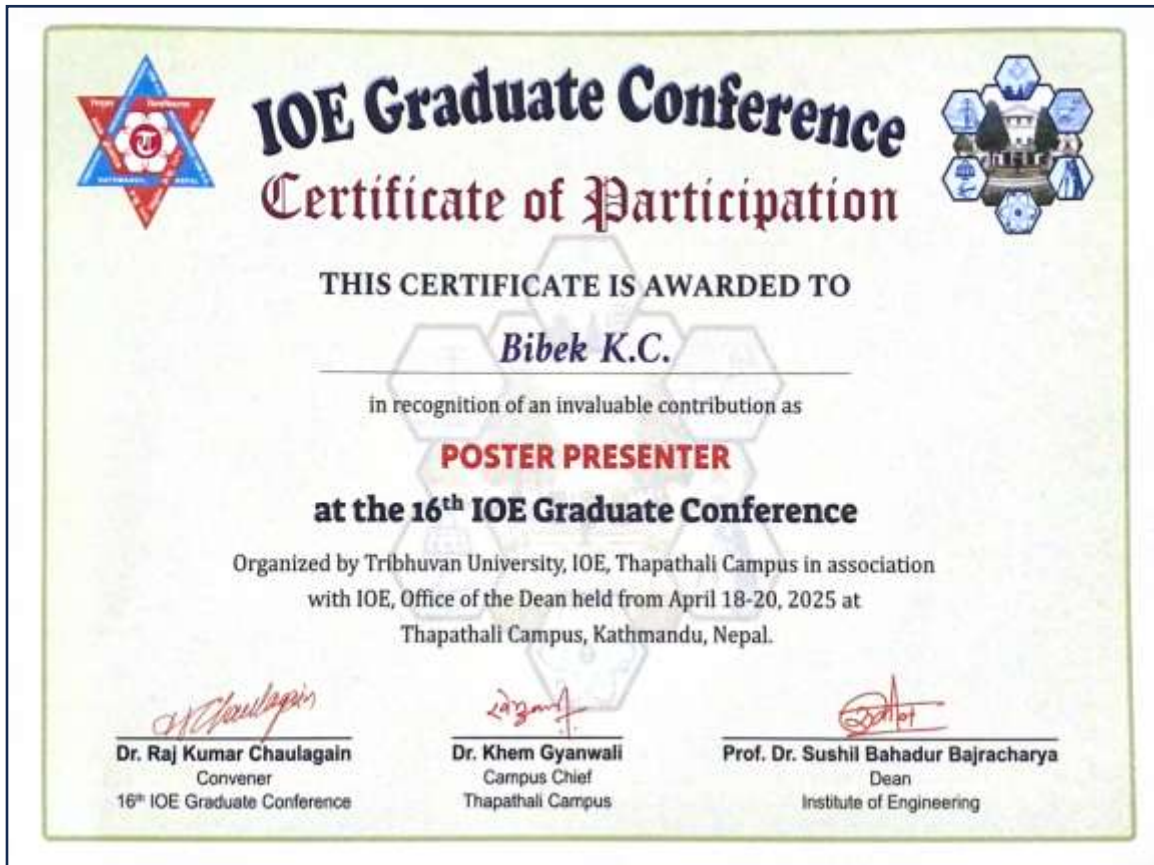 IOE Graduate Conference
Certificate of Participation
THIS CERTIFICATE IS AWARDED TO
Bibek K.C.
in recognition of an invaluable contribution as
POSTER PRESENTER
at the 16th IOE Graduate Conference
Organized by Tribhuvan University, IOE, Thapathali Campus in association
with IOE, Office of the Dean held from April 18-20, 2025 at
Thapathali Campus, Kathmandu, Nepal.
Dr. Raj Kumar Chaulagain
Convener
16th IOE Graduate Conference
Dr. Khem Gyanwali
Campus Chief
Thapathali Campus
Prof. Dr. Sushil Bahadur Bajracharya
Dean
Institute of Engineering